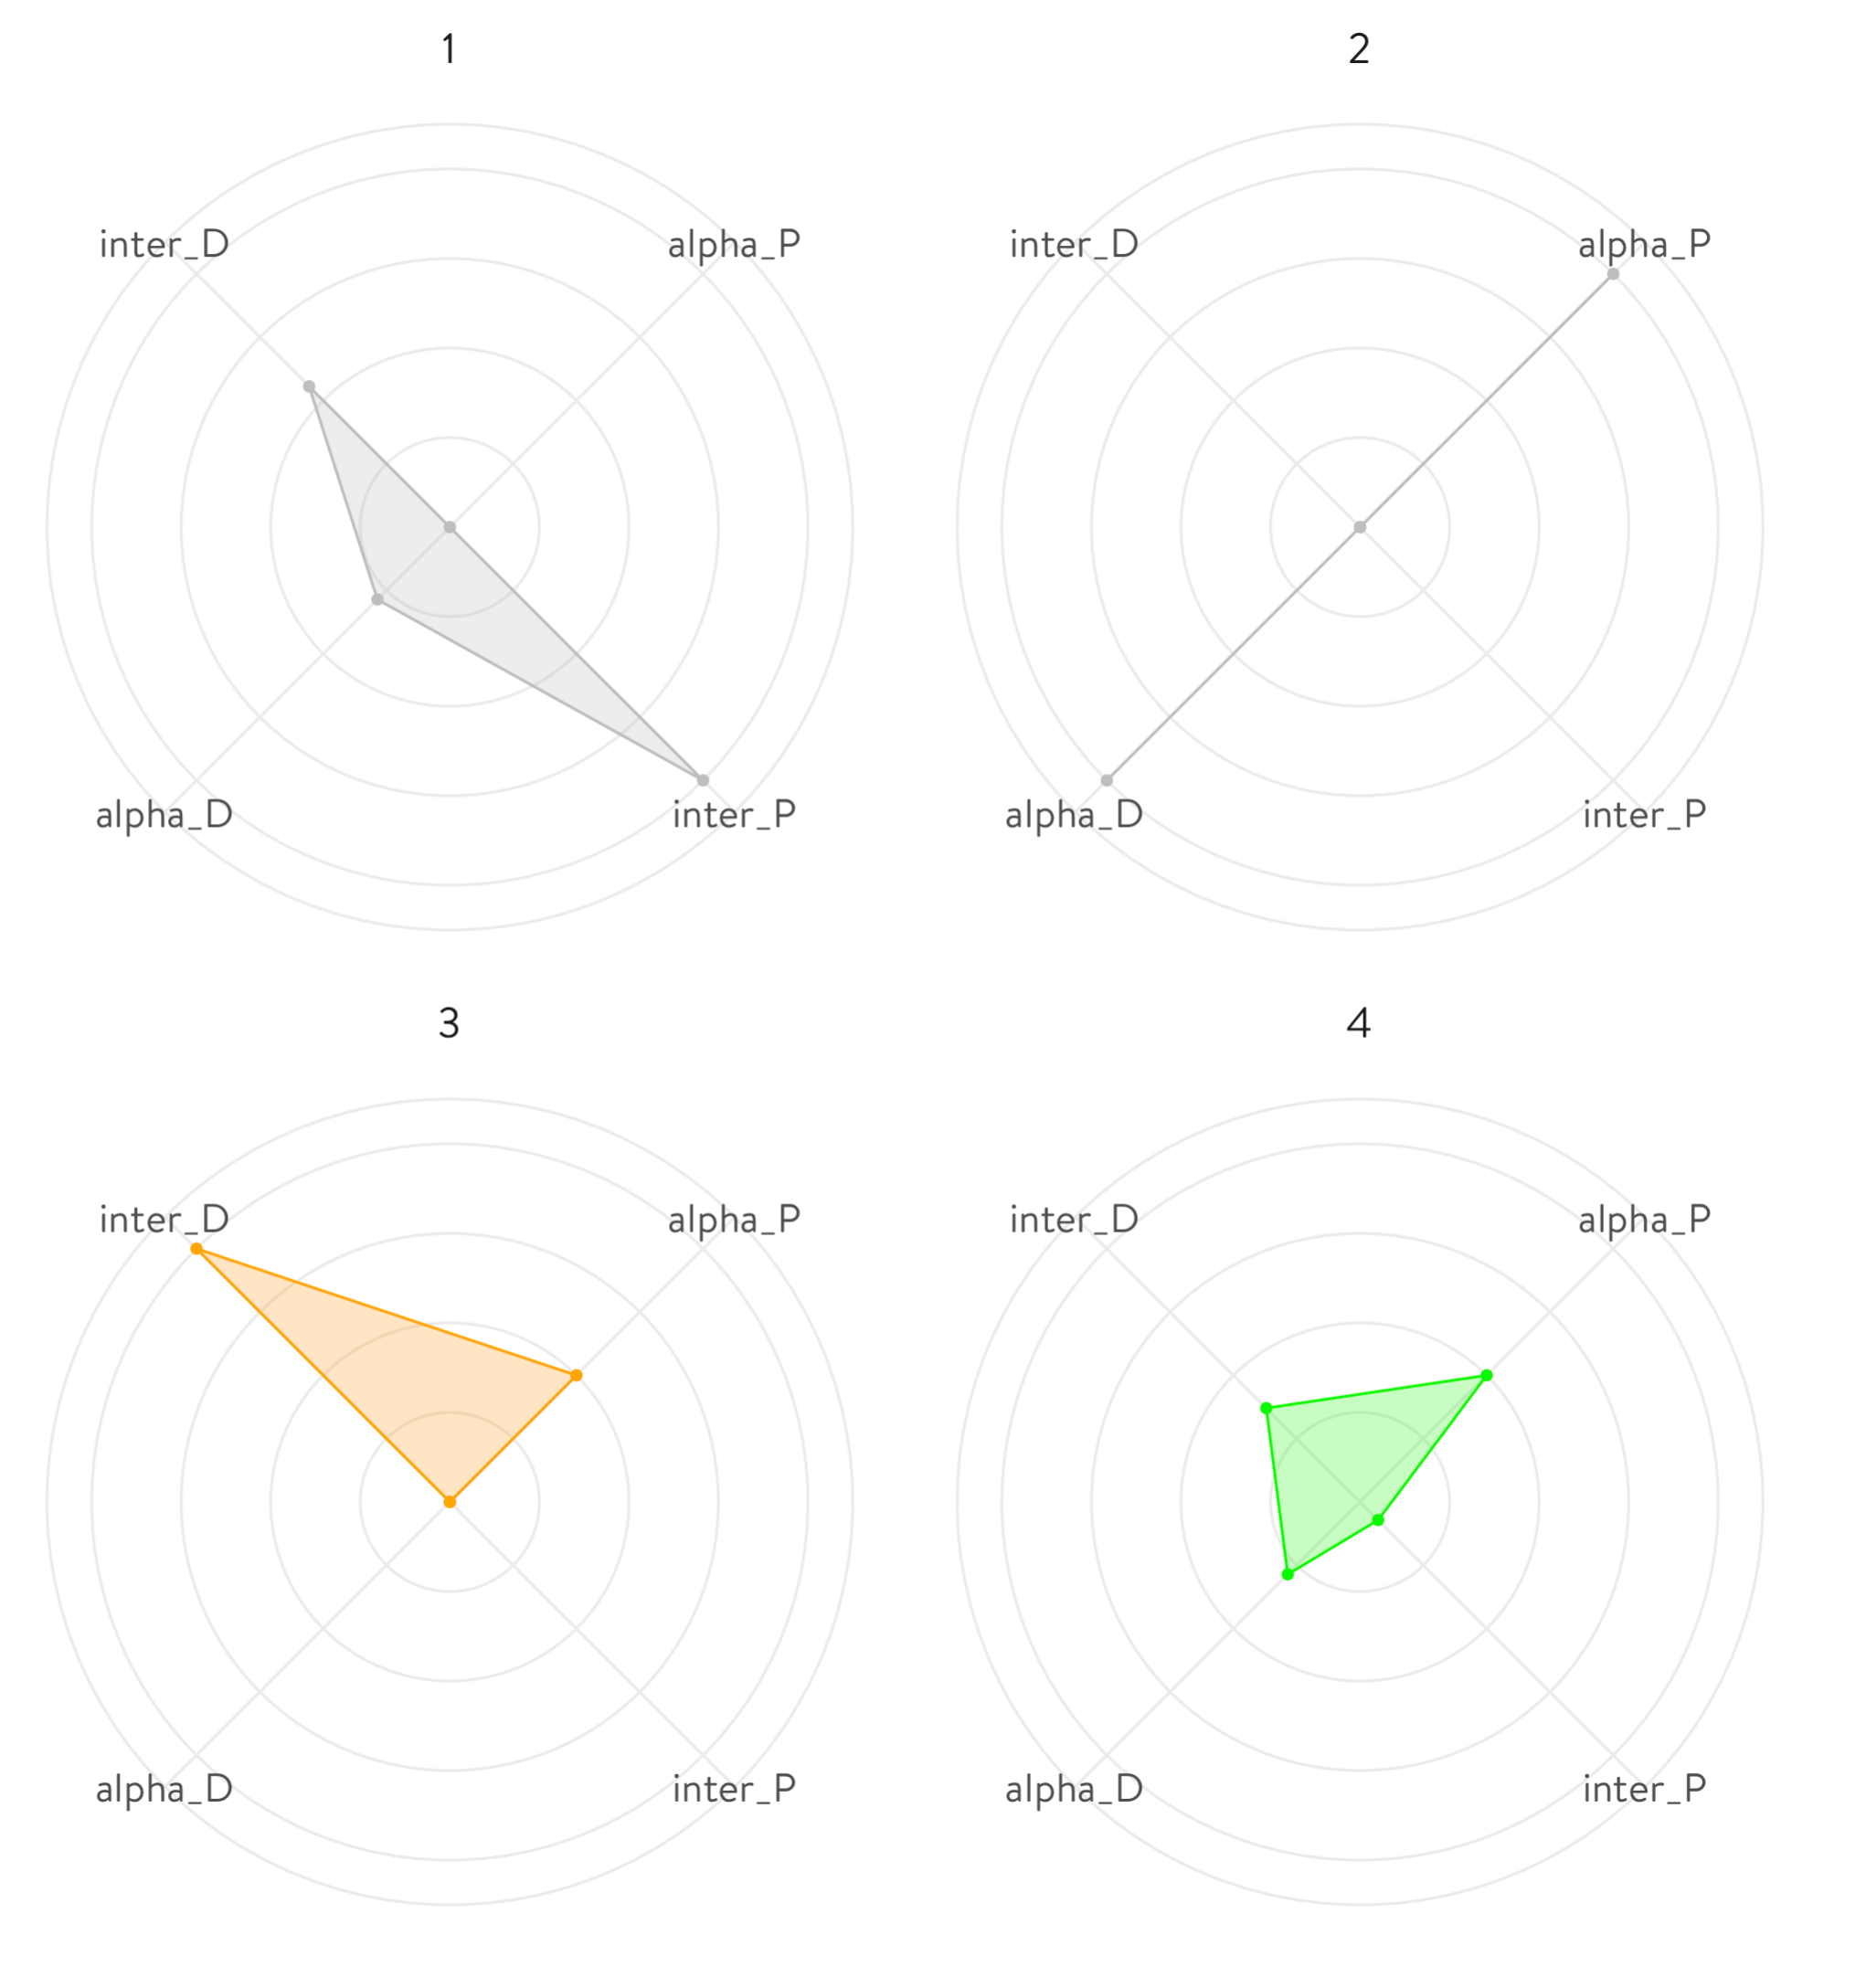 1
2
inter_D
alpha_P
inter_D
alpha_P
alpha_D
inter_P
alpha_D
inter_P
3
4
inter_D
alpha_P
inter_D
alpha_P
alpha_D
inter_P
alpha_D
inter_P